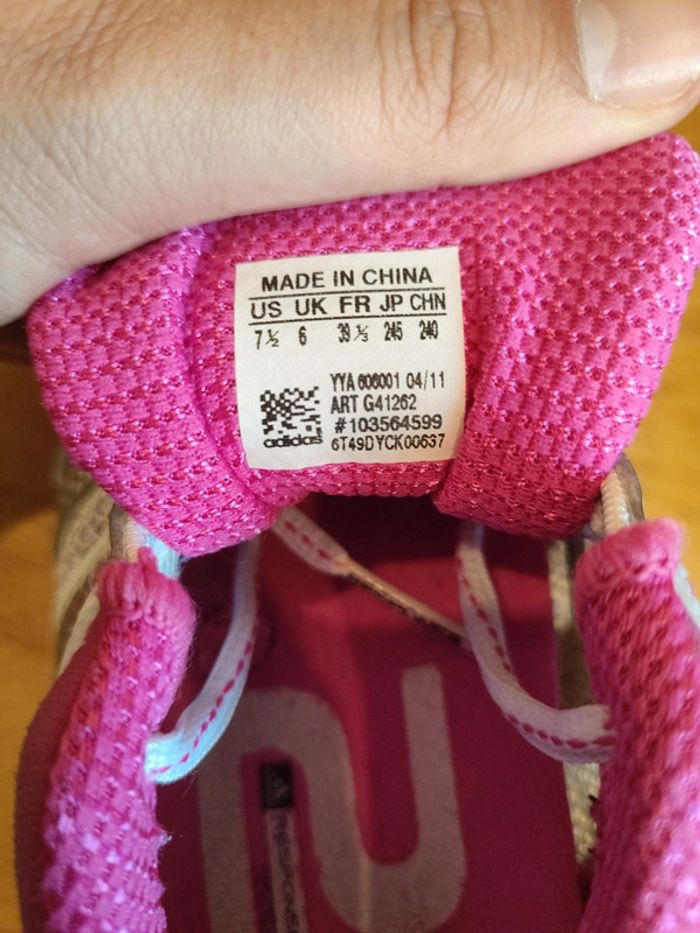 MADE IN CHINA
US UK FR JP CHN
7½ 6 39⅓ 245 240
YYA 606001 04/11
ART G41262
#103564599
adidas 6T49DYCK00637